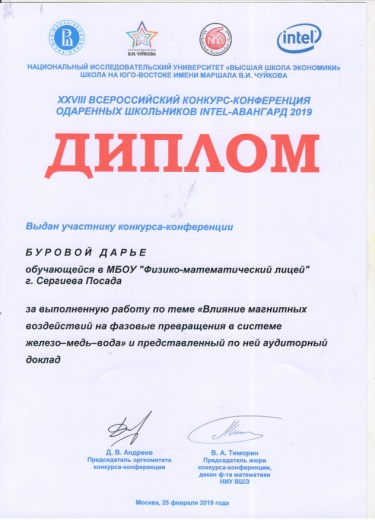 В.И. ЧУЙКОВА
intel
НАЦИОНАЛЬНЫЙ ИССЛЕДОВАТЕЛЬСКИЙ УНИВЕРСИТЕТ «ВЫСШАЯ ШКОЛА ЭКОНОМИКИ»
ШКОЛА НА ЮГО-ВОСТОКЕ ИМЕНИ МАРШАЛА В.И. ЧУЙКОВА
XXVIII ВСЕРОССИЙСКИЙ КОНКУРС-КОНФЕРЕНЦИЯ
ОДАРЕННЫХ ШКОЛЬНИКОВ INTEL-АВАНГАРД 2019
ДИПЛОМ
Выдан участнику конкурса-конференции
БУРОВОЙ ДАРЬЕ
обучающейся в МБОУ "Физико-математический лицей"
г. Сергиева Посада
за выполненную работу по теме «Влияние магнитных
воздействий на фазовые превращения в системе
железо–медь–вода» и представленный по ней аудиторный
доклад
Д. В. Андреев
Председатель оргкомитета
конкурса-конференции
В. А. Тиморин
Председатель жюри
конкурса-конференции,
декан ф-та математики
НИУ ВШЭ
Москва, 25 февраля 2019 года